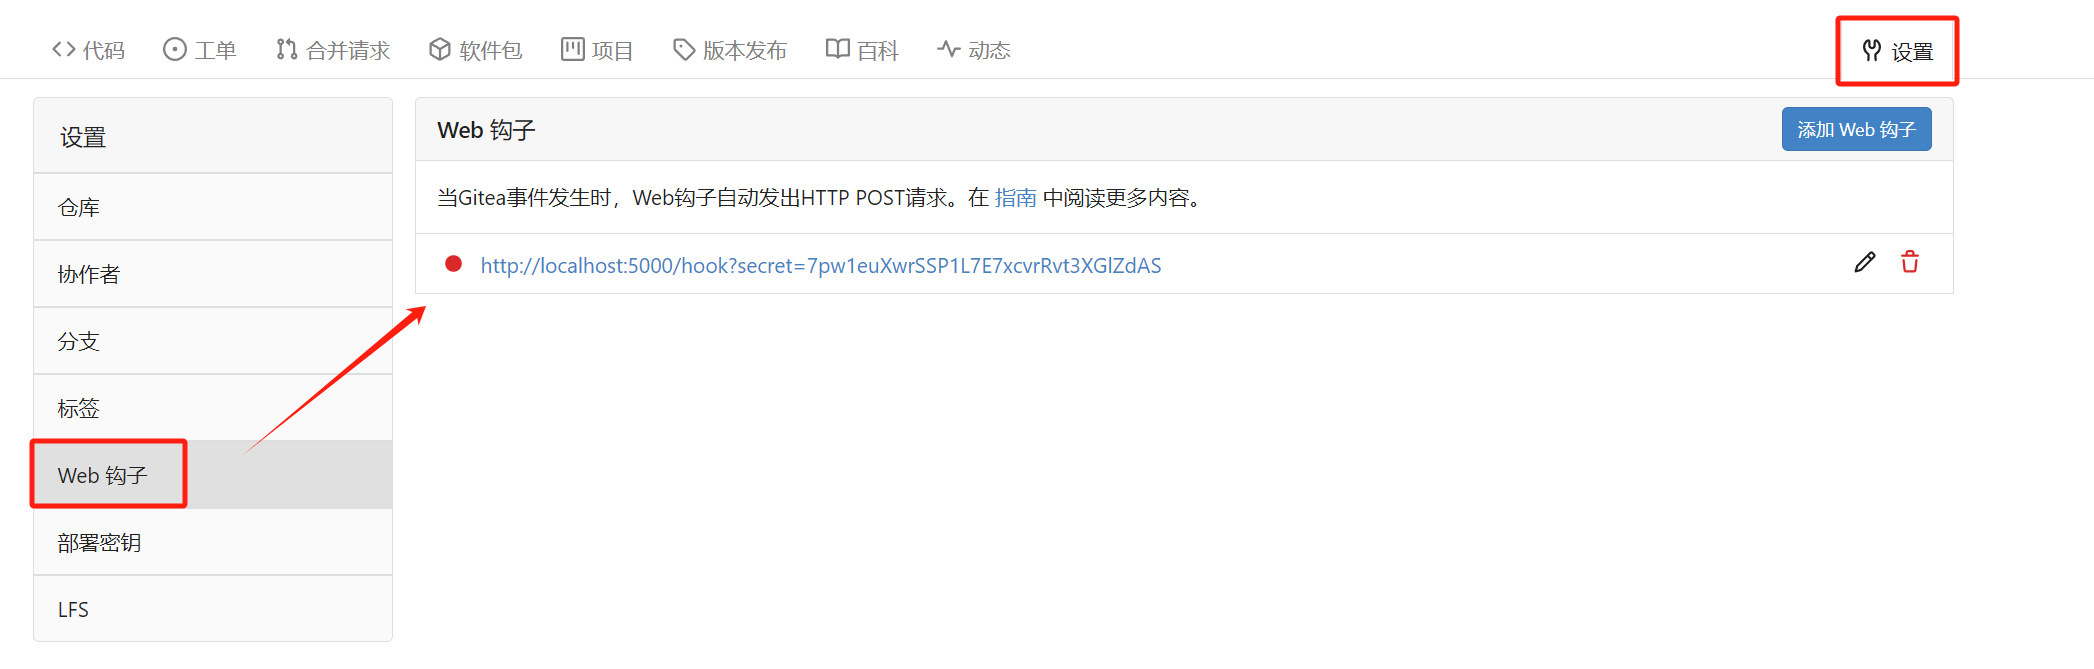 代码 工单 合并请求 软件包 项目 版本发布 百科 动态 设置
设置
仓库
协作者
分支
标签
Web 钩子
部署密钥
LFS
Web 钩子 添加 Web 钩子
当Gitea事件发生时，Web钩子自动发出HTTP POST请求。在 指南 中阅读更多内容。
http://localhost:5000/hook?secret=7pw1euXwrSSP1L7E7xcvrRvt3XGlZdAS